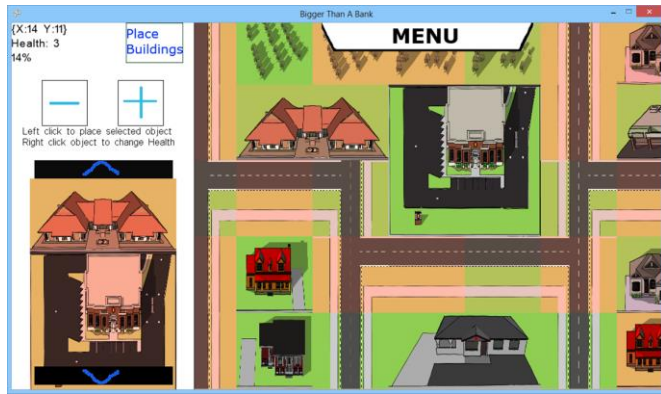 Bigger Than A Bank
{X:14 Y:11}
Health: 3
14%
Place
Buildings
MENU
Left click to place selected object
Right click object to change Health